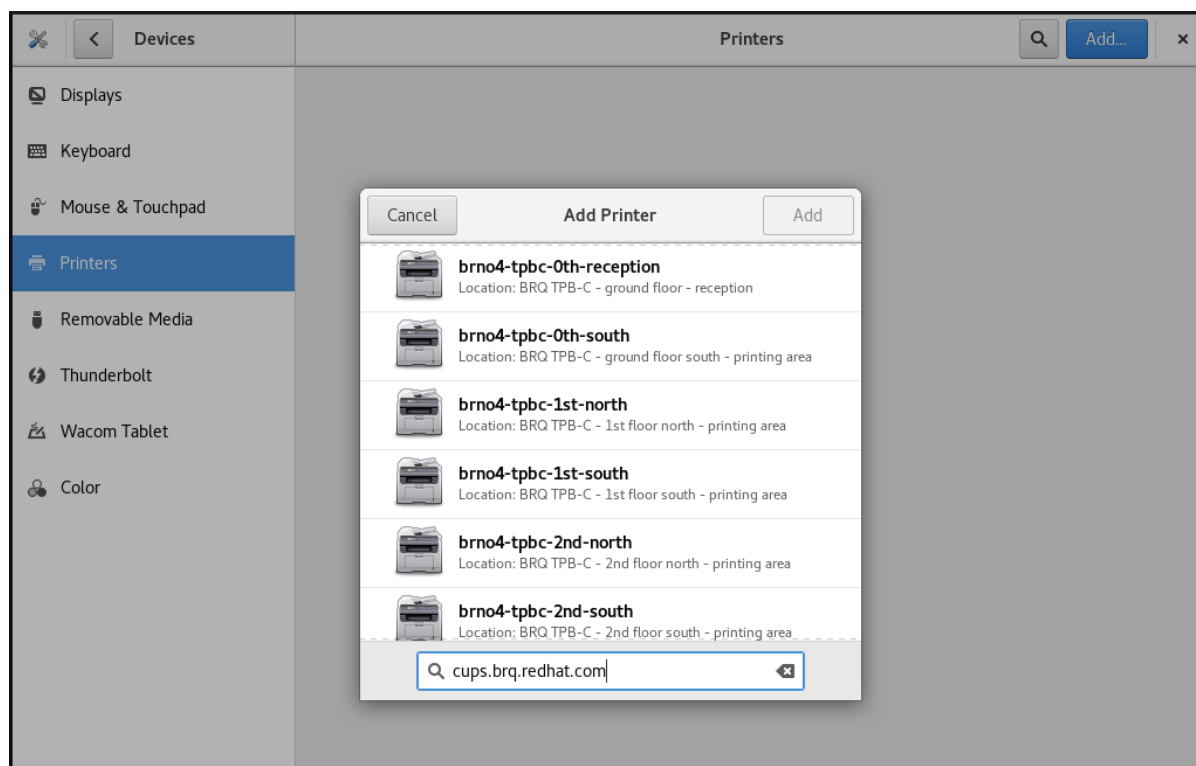 Devices
Printers
Add...
Displays
Keyboard
Mouse & Touchpad
Printers
Removable Media
Thunderbolt
Wacom Tablet
Color
Cancel
Add Printer
Add
brno4-tpbc-0th-reception
Location: BRQ TPB-C - ground floor - reception
brno4-tpbc-0th-south
Location: BRQ TPB-C - ground floor south - printing area
brno4-tpbc-1st-north
Location: BRQ TPB-C - 1st floor north - printing area
brno4-tpbc-1st-south
Location: BRQ TPB-C - 1st floor south - printing area
brno4-tpbc-2nd-north
Location: BRQ TPB-C - 2nd floor north - printing area
brno4-tpbc-2nd-south
Location: BRQ TPB-C - 2nd floor south - printing area
cups.brq.redhat.com